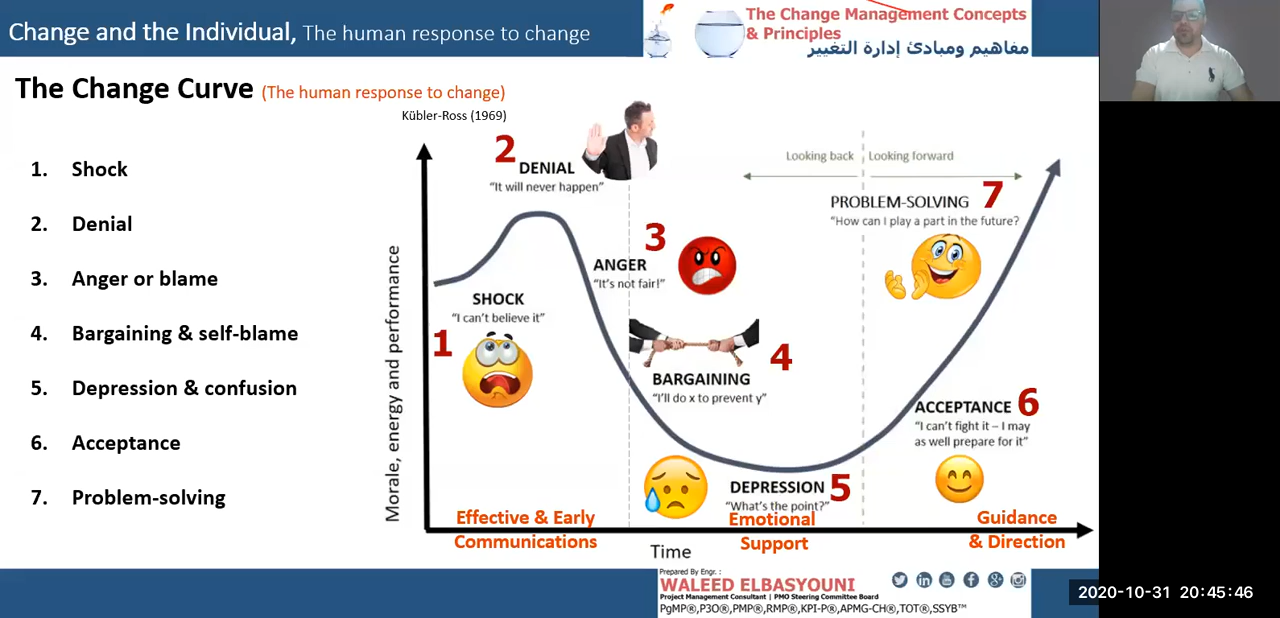 Change and the Individual, The human response to change
The Change Management Concepts
& Principles
مفاهيم ومبادئ إدارة التغيير
The Change Curve (The human response to change)
Kübler-Ross (1969)
1. Shock
2. Denial
3. Anger or blame
4. Bargaining & self-blame
5. Depression & confusion
6. Acceptance
7. Problem-solving
Morale, energy and performance
2
DENIAL
"It will never happen"
Looking back
Looking forward
PROBLEM-SOLVING 7
"How can I play a part in the future?
3
ANGER
"It's not fair!"
SHOCK
"I can't believe it"
1
4
BARGAINING
"I'll do x to prevent y"
ACCEPTANCE 6
"I can't fight it – I may
as well prepare for it"
DEPRESSION 5
"What's the point?"
Effective & Early
Communications
Emotional
Support
Guidance
& Direction
Time
Prepared By Engr. :
WALEED ELBASYOUNI
Project Management Consultant | PMO Steering Committee Board
PgMP®,P3O®,PMP®,RMP®,KPI-P®,APMG-CH®,TOT®,SSYB™
2020-10-31 20:45:46